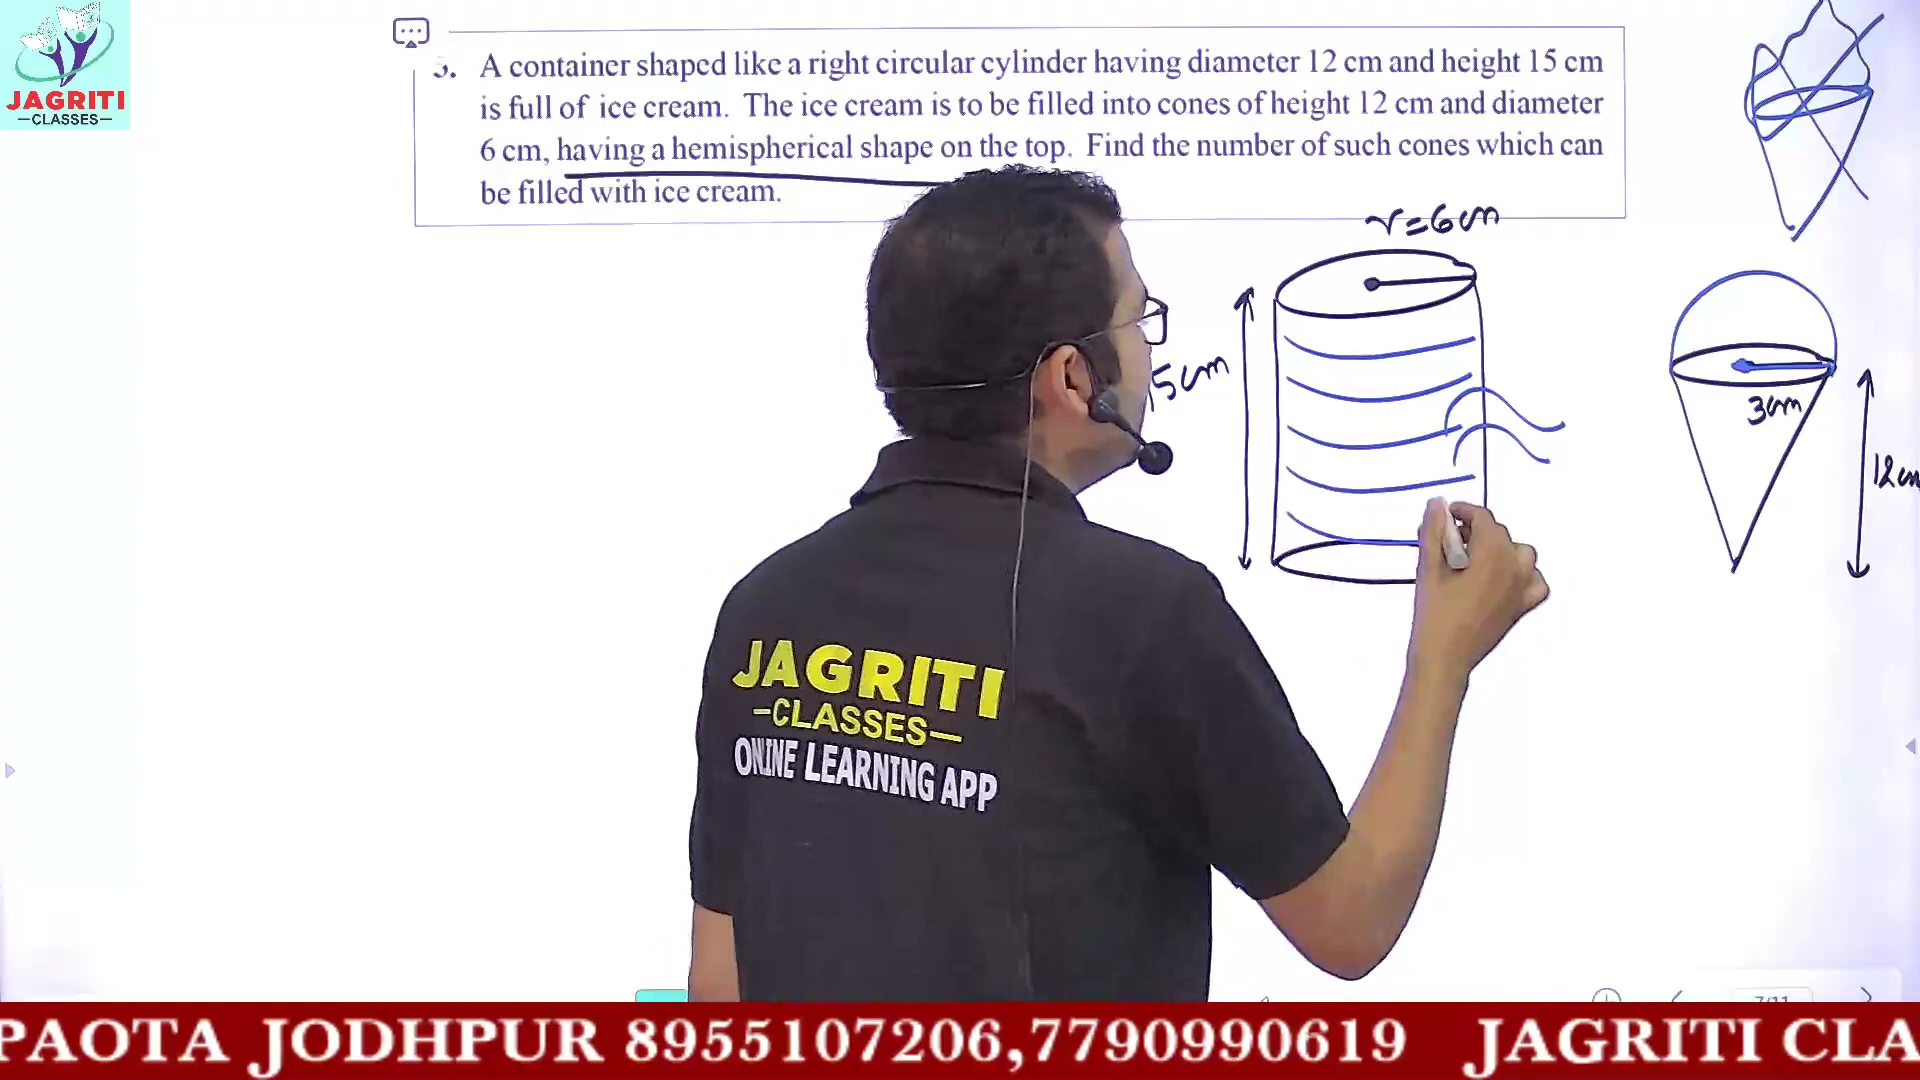 JAGRITI
—CLASSES—
5. A container shaped like a right circular cylinder having diameter 12 cm and height 15 cm
is full of ice cream. The ice cream is to be filled into cones of height 12 cm and diameter
6 cm, having a hemispherical shape on the top. Find the number of such cones which can
be filled with ice cream.
r=6cm
15cm
3cm
12cm
JAGRITI
—CLASSES—
ONLINE LEARNING APP
7/11
PAOTA JODHPUR 8955107206,7790990619 JAGRITI CLA